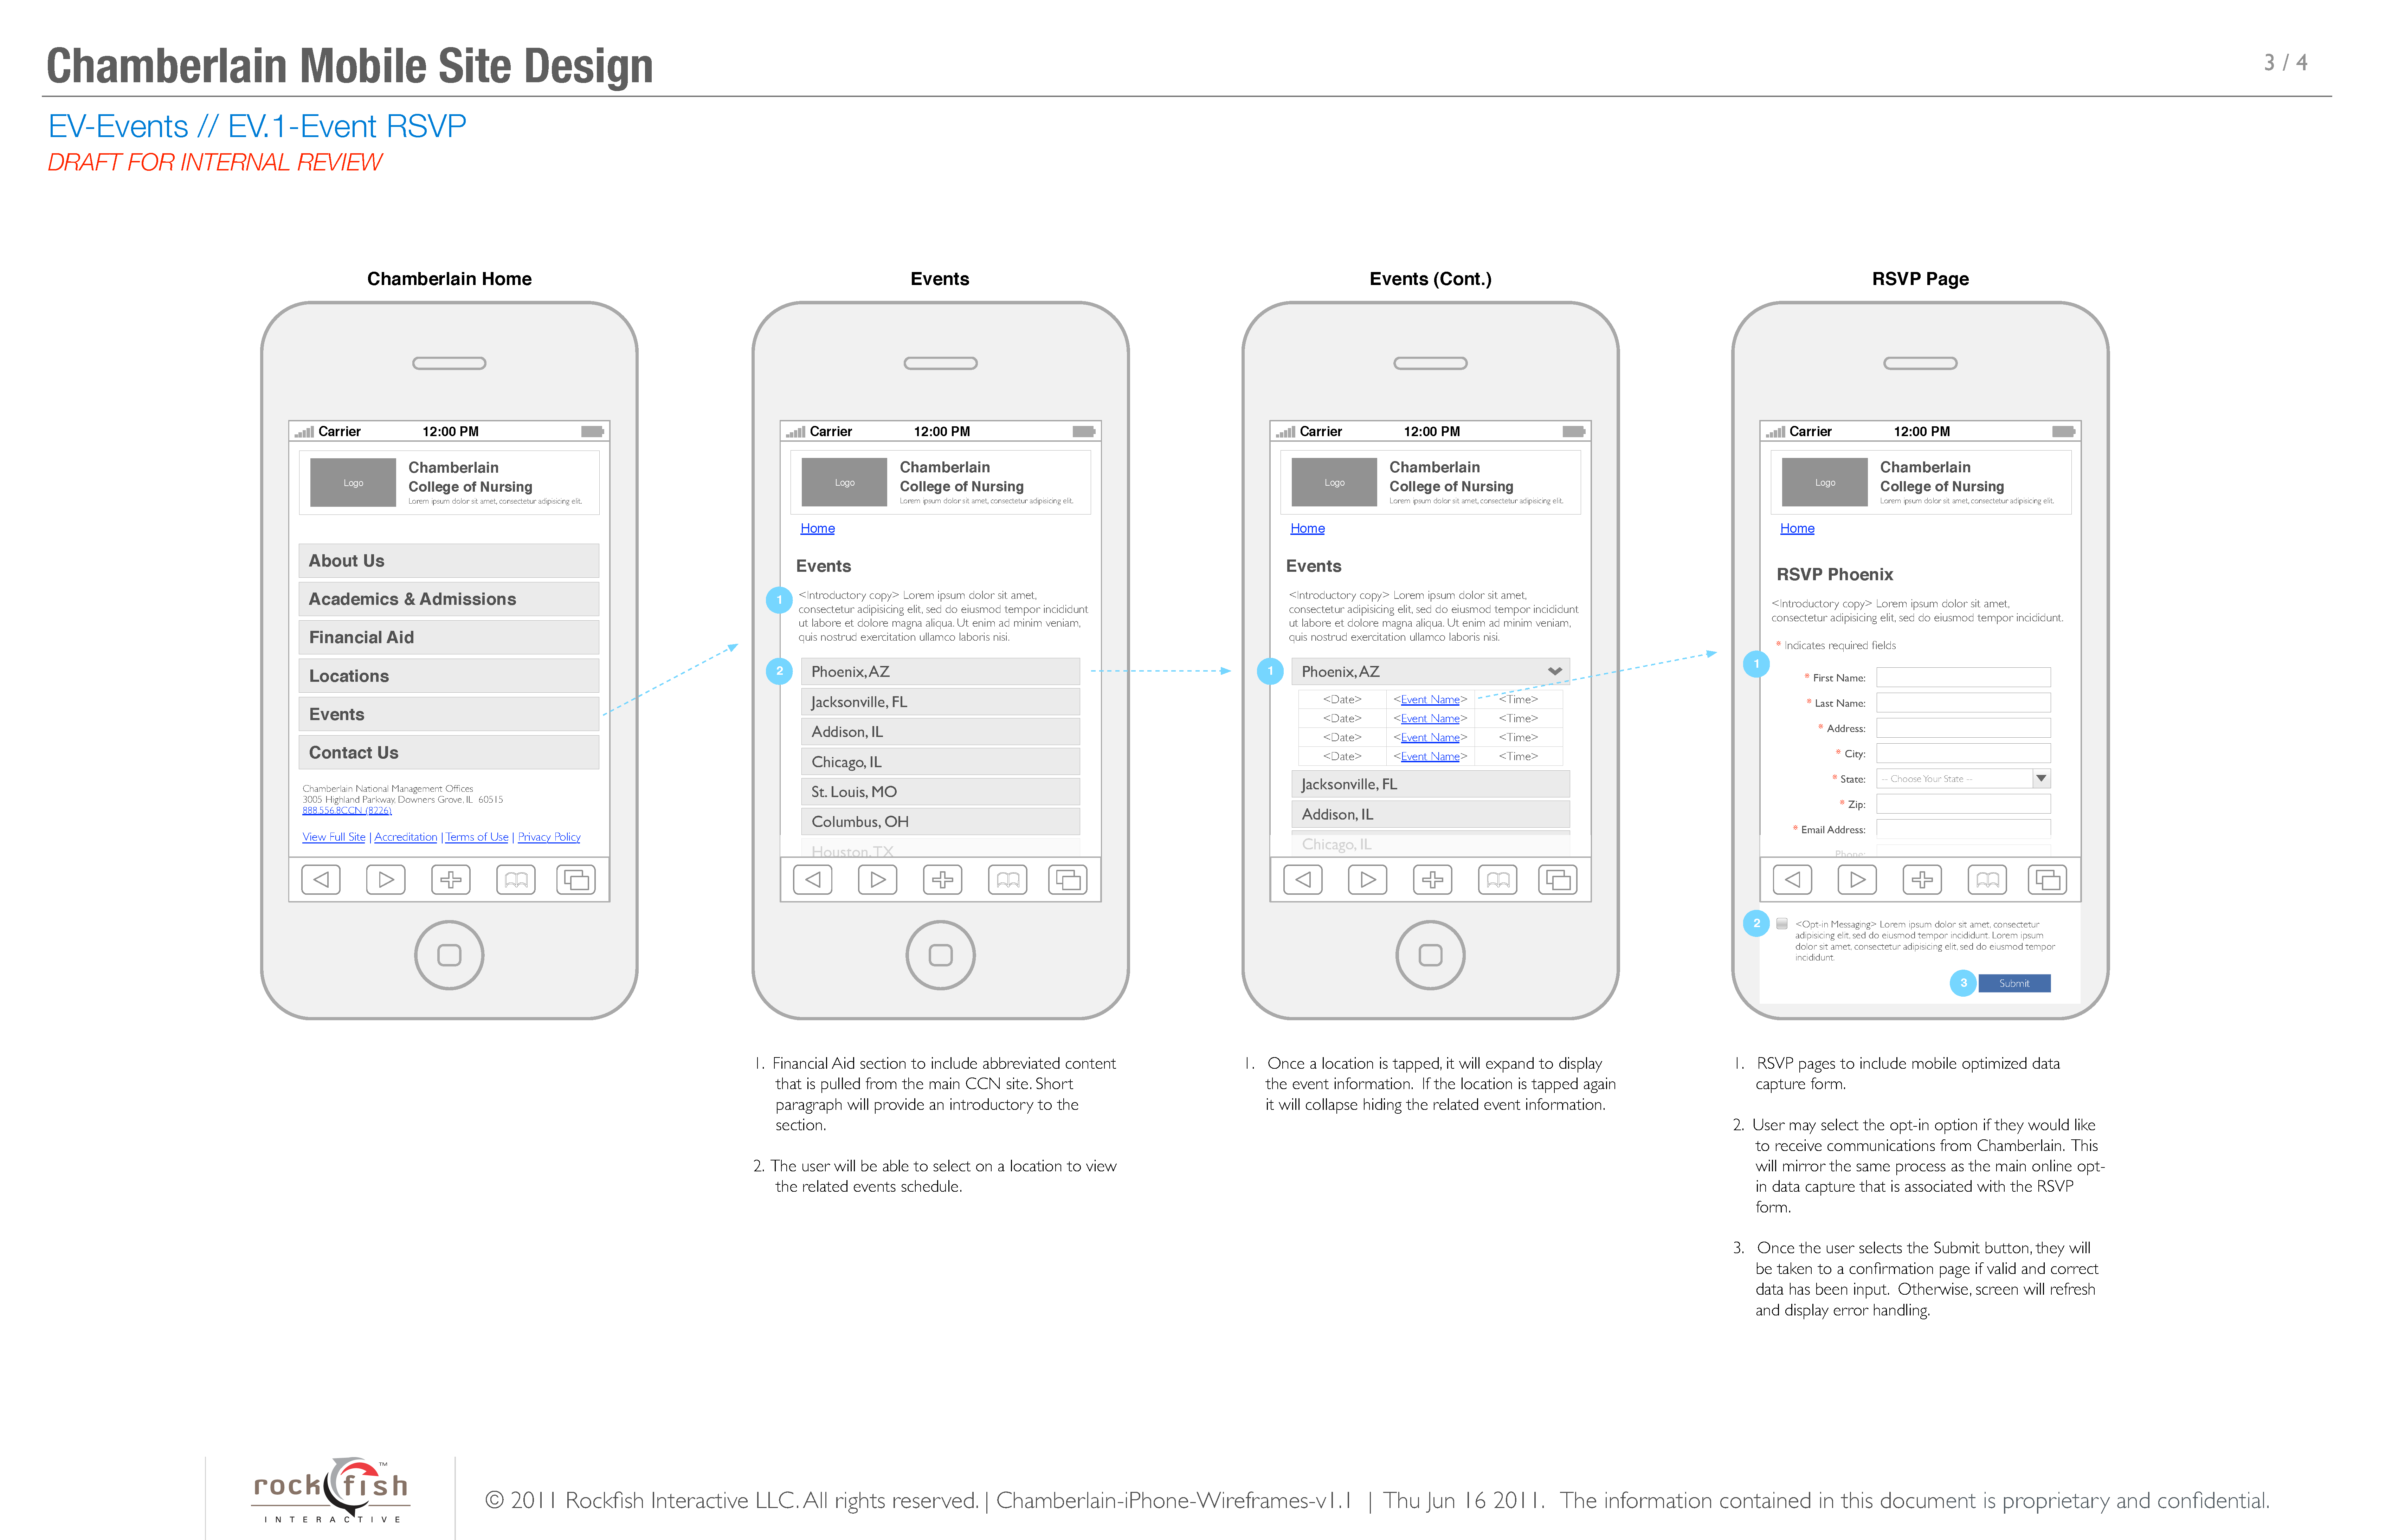 Chamberlain Mobile Site Design
3 / 4
EV-Events // EV.1-Event RSVP
DRAFT FOR INTERNAL REVIEW
Chamberlain Home
Carrier 12:00 PM
Logo
Chamberlain
College of Nursing
Lorem ipsum dolor sit amet, consectetur adipisicing elit.
About Us
Academics & Admissions
Financial Aid
Locations
Events
Contact Us
Chamberlain National Management Offices
3005 Highland Parkway, Downers Grove, IL 60515
888.556.8CCN (8226)
View Full Site | Accreditation | Terms of Use | Privacy Policy
Events
Carrier 12:00 PM
Logo
Chamberlain
College of Nursing
Lorem ipsum dolor sit amet, consectetur adipisicing elit.
Home
Events
1
<Introductory copy> Lorem ipsum dolor sit amet,
consectetur adipisicing elit, sed do eiusmod tempor incididunt
ut labore et dolore magna aliqua. Ut enim ad minim veniam,
quis nostrud exercitation ullamco laboris nisi.
2
Phoenix, AZ
Jacksonville, FL
Addison, IL
Chicago, IL
St. Louis, MO
Columbus, OH
Houston, TX
1. Financial Aid section to include abbreviated content
that is pulled from the main CCN site. Short
paragraph will provide an introductory to the
section.
2. The user will be able to select on a location to view
the related events schedule.
Events (Cont.)
Carrier 12:00 PM
Logo
Chamberlain
College of Nursing
Lorem ipsum dolor sit amet, consectetur adipisicing elit.
Home
Events
<Introductory copy> Lorem ipsum dolor sit amet,
consectetur adipisicing elit, sed do eiusmod tempor incididunt
ut labore et dolore magna aliqua. Ut enim ad minim veniam,
quis nostrud exercitation ullamco laboris nisi.
1
Phoenix, AZ
<Date> <Event Name> <Time>
<Date> <Event Name> <Time>
<Date> <Event Name> <Time>
<Date> <Event Name> <Time>
Jacksonville, FL
Addison, IL
Chicago, IL
1. Once a location is tapped, it will expand to display
the event information. If the location is tapped again
it will collapse hiding the related event information.
RSVP Page
Carrier 12:00 PM
Logo
Chamberlain
College of Nursing
Lorem ipsum dolor sit amet, consectetur adipisicing elit.
Home
RSVP Phoenix
<Introductory copy> Lorem ipsum dolor sit amet,
consectetur adipisicing elit, sed do eiusmod tempor incididunt.
* Indicates required fields
1
* First Name:
* Last Name:
* Address:
* City:
* State: -- Choose Your State --
* Zip:
* Email Address:
Phone:
2
<Opt-in Messaging> Lorem ipsum dolor sit amet, consectetur
adipisicing elit, sed do eiusmod tempor incididunt. Lorem ipsum
dolor sit amet, consectetur adipisicing elit, sed do eiusmod tempor
incididunt.
3
Submit
1. RSVP pages to include mobile optimized data
capture form.
2. User may select the opt-in option if they would like
to receive communications from Chamberlain. This
will mirror the same process as the main online opt-
in data capture that is associated with the RSVP
form.
3. Once the user selects the Submit button, they will
be taken to a confirmation page if valid and correct
data has been input. Otherwise, screen will refresh
and display error handling.
rockfish TM
INTERACTIVE
© 2011 Rockfish Interactive LLC. All rights reserved. | Chamberlain-iPhone-Wireframes-v1.1 | Thu Jun 16 2011. The information contained in this document is proprietary and confidential.